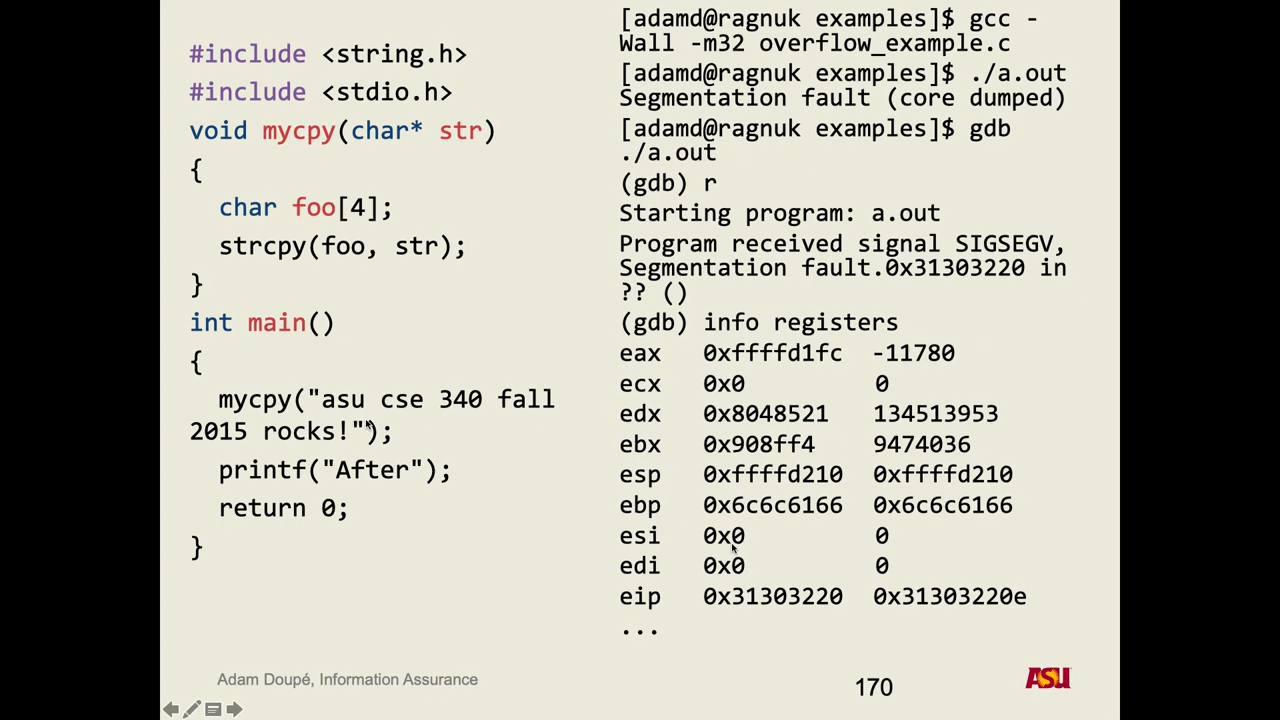 #include <string.h>
#include <stdio.h>
void mycpy(char* str)
{
  char foo[4];
  strcpy(foo, str);
}
int main()
{
  mycpy("asu cse 340 fall
2015 rocks!");
  printf("After");
  return 0;
}
[adamd@ragnuk examples]$ gcc -
Wall -m32 overflow_example.c
[adamd@ragnuk examples]$ ./a.out
Segmentation fault (core dumped)
[adamd@ragnuk examples]$ gdb
./a.out
(gdb) r
Starting program: a.out
Program received signal SIGSEGV,
Segmentation fault.0x31303220 in
?? ()
(gdb) info registers
eax 0xffffd1fc -11780
ecx 0x0 0
edx 0x8048521 134513953
ebx 0x908ff4 9474036
esp 0xffffd210 0xffffd210
ebp 0x6c6c6166 0x6c6c6166
esi 0x0 0
edi 0x0 0
eip 0x31303220 0x31303220e
...
Adam Doupé, Information Assurance
170
ASU